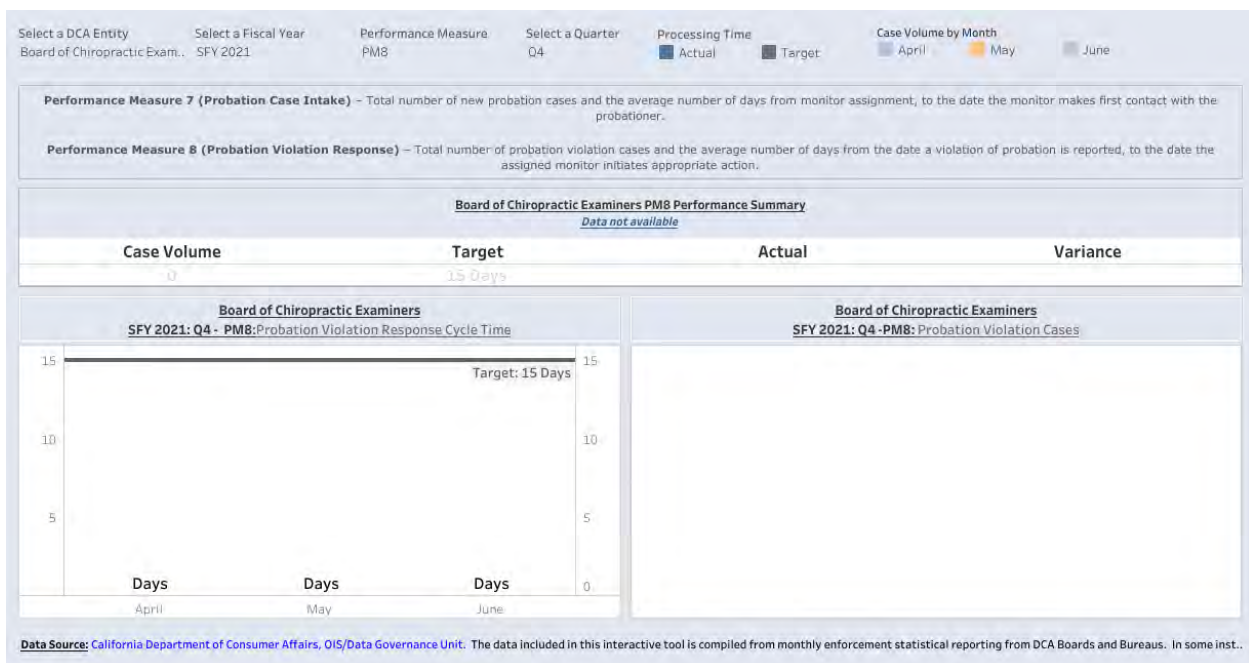 Select a DCA Entity Select a Fiscal Year Performance Measure Select a Quarter Processing Time Case Volume by Month
Board of Chiropractic Exam.. SFY 2021 PM8 Q4 Actual Target April May June
Performance Measure 7 (Probation Case Intake) – Total number of new probation cases and the average number of days from monitor assignment, to the date the monitor makes first contact with the
probationer.
Performance Measure 8 (Probation Violation Response) – Total number of probation violation cases and the average number of days from the date a violation of probation is reported, to the date the
assigned monitor initiates appropriate action.
Board of Chiropractic Examiners PM8 Performance Summary
Data not available
Case Volume Target Actual Variance
0 15 Days
Board of Chiropractic Examiners
SFY 2021: Q4 - PM8:Probation Violation Response Cycle Time
15 15
Target: 15 Days
10 10
5 5
Days Days Days 0
April May June
Board of Chiropractic Examiners
SFY 2021: Q4 -PM8: Probation Violation Cases
Data Source: California Department of Consumer Affairs, OIS/Data Governance Unit. The data included in this interactive tool is compiled from monthly enforcement statistical reporting from DCA Boards and Bureaus. In some inst..